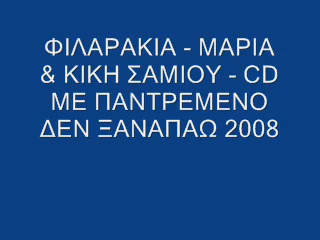 ΦΙΛΑΡΑΚΙΑ - ΜΑΡΙΑ
& ΚΙΚΗ ΣΑΜΙΟΥ - CD
ΜΕ ΠΑΝΤΡΕΜΕΝΟ
ΔΕΝ ΞΑΝΑΠΑΩ 2008